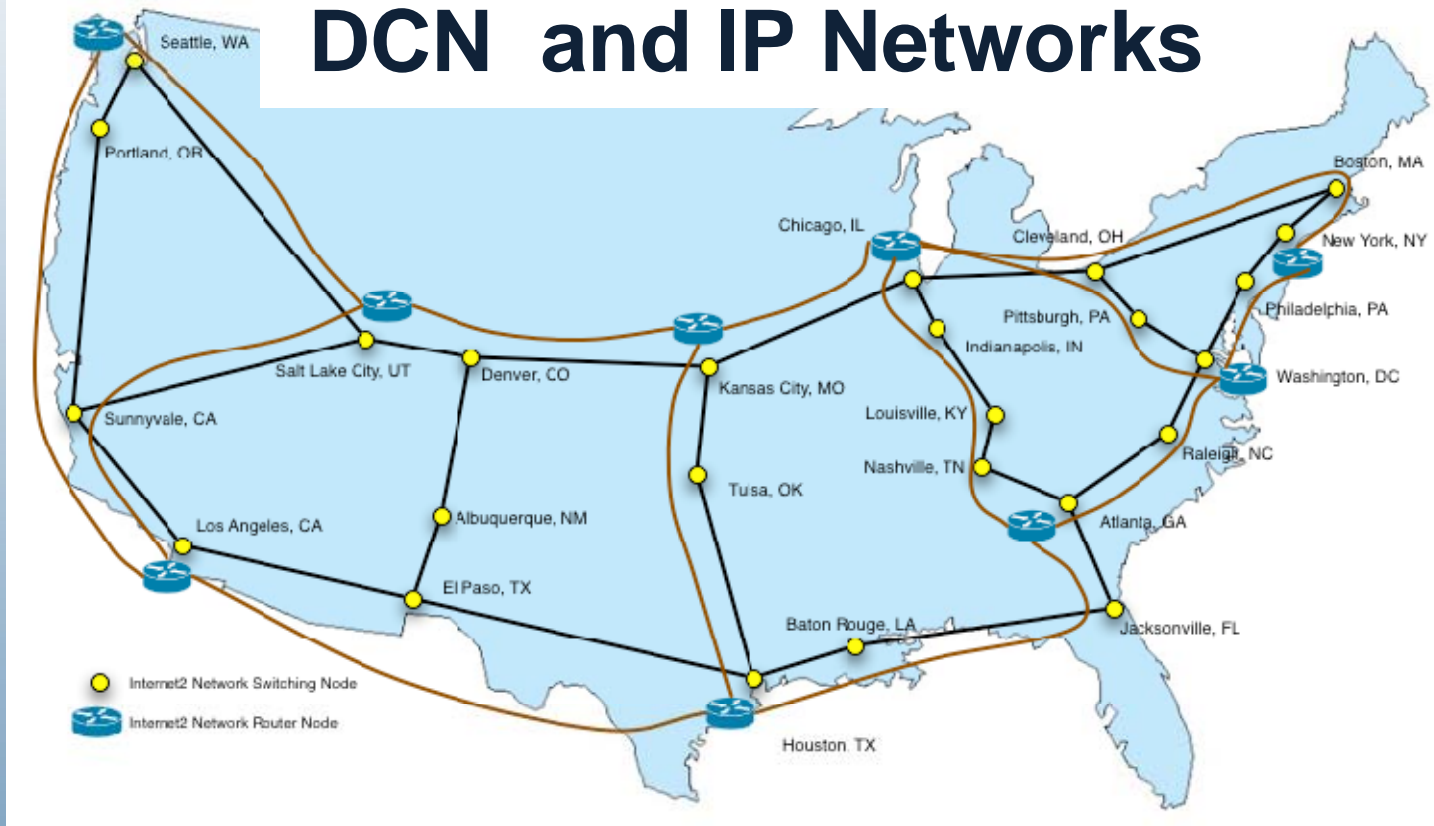 DCN and IP Networks
Seattle, WA
Portland, OR
Boston, MA
Chicago, IL
Cleveland, OH
New York, NY
Pittsburgh, PA
Philadelphia, PA
Indianapolis, IN
Salt Lake City, UT
Denver, CO
Kansas City, MO
Washington, DC
Sunnyvale, CA
Louisville, KY
Raleigh, NC
Nashville, TN
Tulsa, OK
Los Angeles, CA
Albuquerque, NM
Atlanta, GA
El Paso, TX
Baton Rouge, LA
Jacksonville, FL
Internet2 Network Switching Node
Internet2 Network Router Node
Houston TX